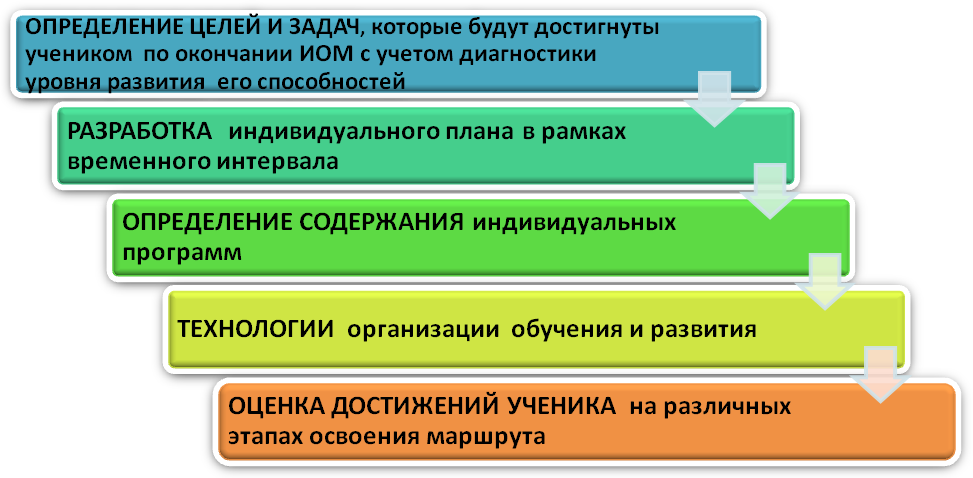 ОПРЕДЕЛЕНИЕ ЦЕЛЕЙ И ЗАДАЧ, которые будут достигнуты
учеником по окончании ИОМ с учетом диагностики
уровня развития его способностей
РАЗРАБОТКА индивидуального плана в рамках
временного интервала
ОПРЕДЕЛЕНИЕ СОДЕРЖАНИЯ индивидуальных
программ
ТЕХНОЛОГИИ организации обучения и развития
ОЦЕНКА ДОСТИЖЕНИЙ УЧЕНИКА на различных
этапах освоения маршрута